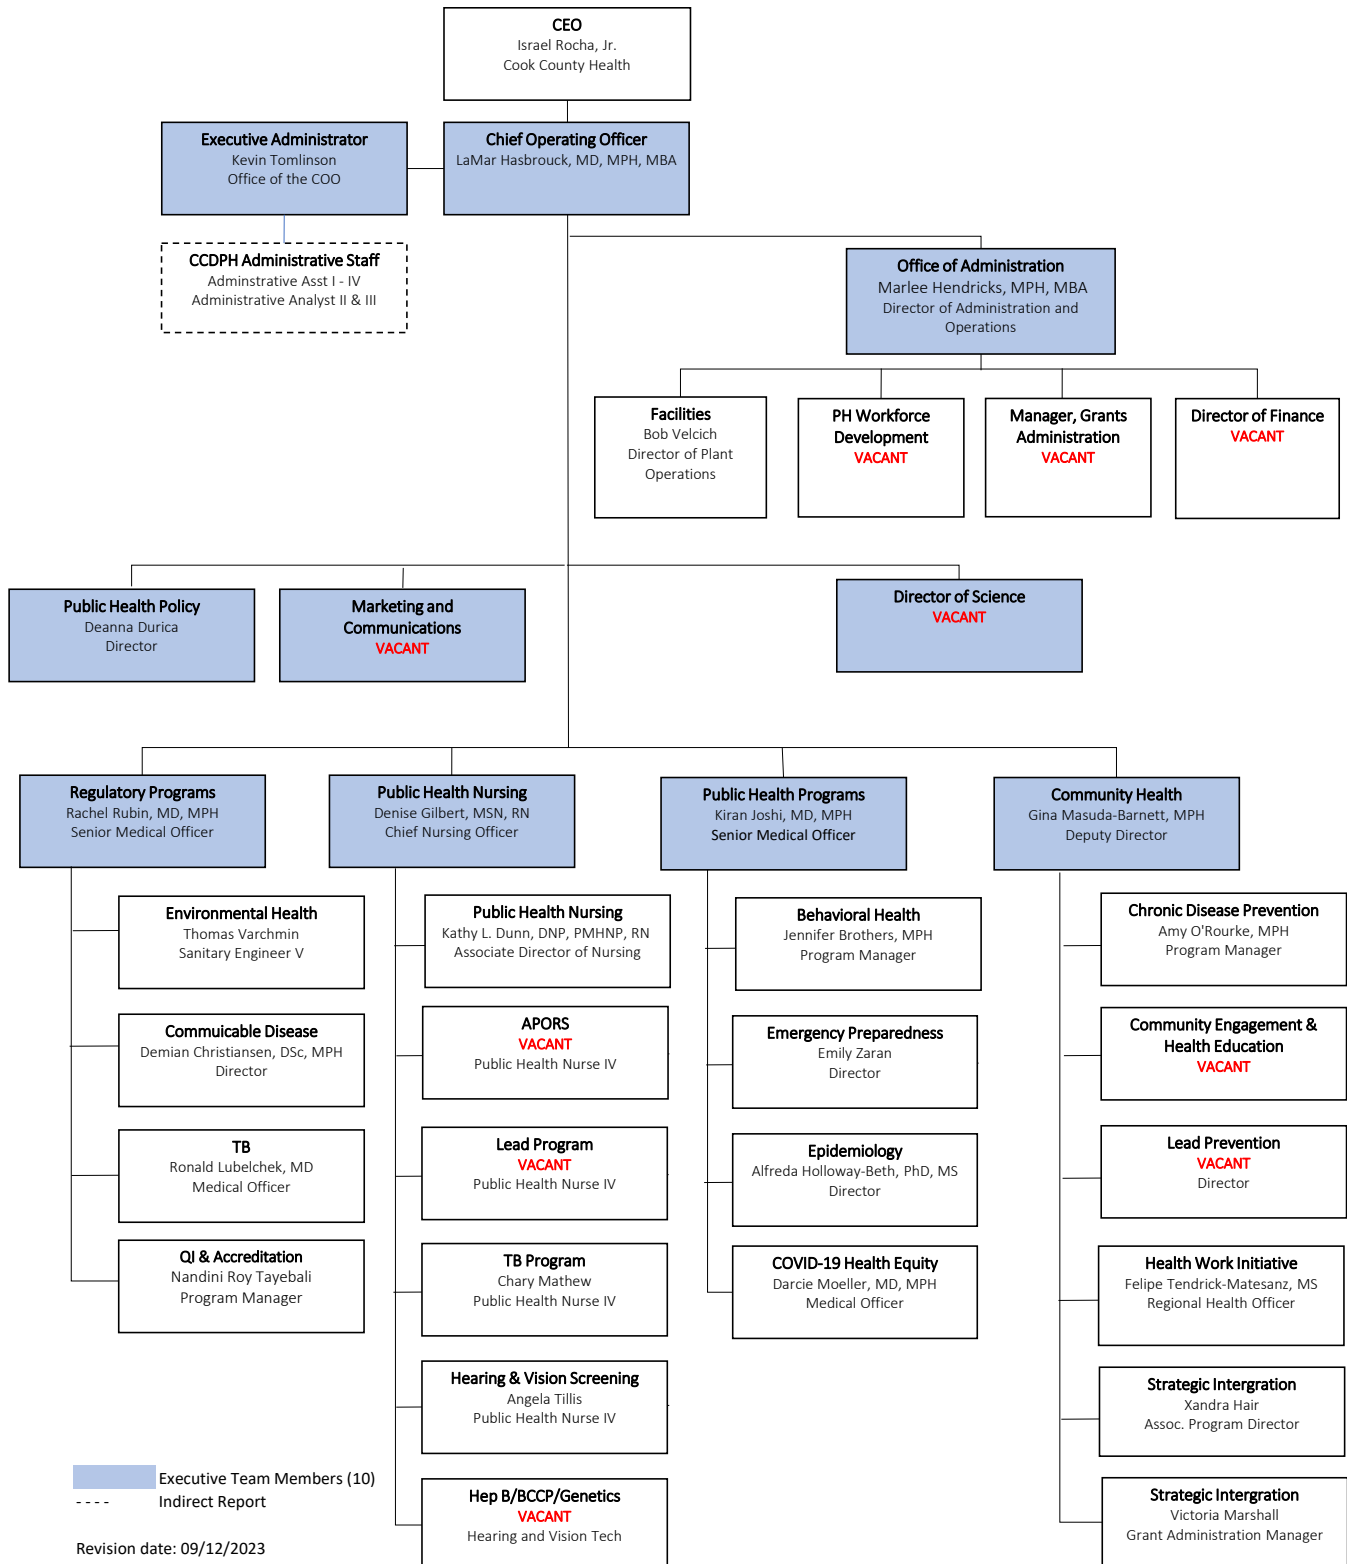 CEO
Israel Rocha, Jr.
Cook County Health
Executive Administrator
Kevin Tomlinson
Office of the COO
Chief Operating Officer
LaMar Hasbrouck, MD, MPH, MBA
CCDPH Administrative Staff
Adminstrative Asst I - IV
Administrative Analyst II & III
Office of Administration
Marlee Hendricks, MPH, MBA
Director of Administration and
Operations
Facilities
Bob Velcich
Director of Plant
Operations
PH Workforce
Development
VACANT
Manager, Grants
Administration
VACANT
Director of Finance
VACANT
Public Health Policy
Deanna Durica
Director
Marketing and
Communications
VACANT
Director of Science
VACANT
Regulatory Programs
Rachel Rubin, MD, MPH
Senior Medical Officer
Public Health Nursing
Denise Gilbert, MSN, RN
Chief Nursing Officer
Public Health Programs
Kiran Joshi, MD, MPH
Senior Medical Officer
Community Health
Gina Masuda-Barnett, MPH
Deputy Director
Environmental Health
Thomas Varchmin
Sanitary Engineer V
Commuicable Disease
Demian Christiansen, DSc, MPH
Director
TB
Ronald Lubelchek, MD
Medical Officer
QI & Accreditation
Nandini Roy Tayebali
Program Manager
Public Health Nursing
Kathy L. Dunn, DNP, PMHNP, RN
Associate Director of Nursing
APORS
VACANT
Public Health Nurse IV
Lead Program
VACANT
Public Health Nurse IV
TB Program
Chary Mathew
Public Health Nurse IV
Hearing & Vision Screening
Angela Tillis
Public Health Nurse IV
Hep B/BCCP/Genetics
VACANT
Hearing and Vision Tech
Behavioral Health
Jennifer Brothers, MPH
Program Manager
Emergency Preparedness
Emily Zaran
Director
Epidemiology
Alfreda Holloway-Beth, PhD, MS
Director
COVID-19 Health Equity
Darcie Moeller, MD, MPH
Medical Officer
Chronic Disease Prevention
Amy O'Rourke, MPH
Program Manager
Community Engagement &
Health Education
VACANT
Lead Prevention
VACANT
Director
Health Work Initiative
Felipe Tendrick-Matesanz, MS
Regional Health Officer
Strategic Intergration
Xandra Hair
Assoc. Program Director
Strategic Intergration
Victoria Marshall
Grant Administration Manager
Executive Team Members (10)
- - - - Indirect Report
Revision date: 09/12/2023